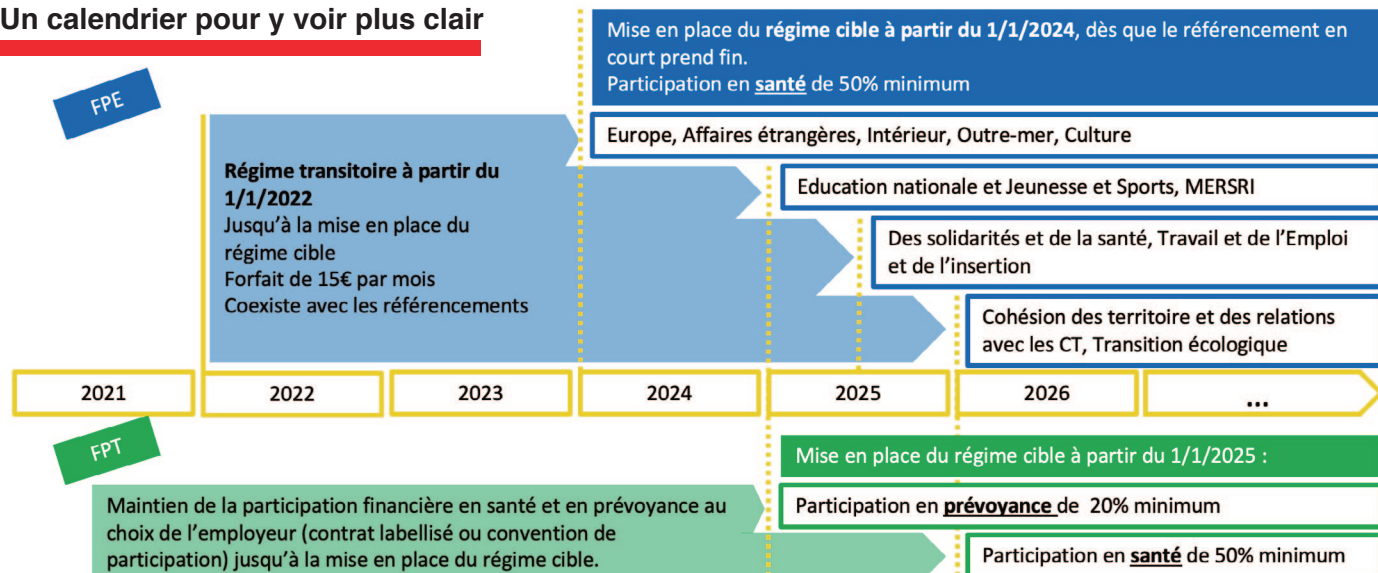 Un calendrier pour y voir plus clair
FPE
Mise en place du régime cible à partir du 1/1/2024, dès que le référencement en
court prend fin.
Participation en santé de 50% minimum
Europe, Affaires étrangères, Intérieur, Outre-mer, Culture
Régime transitoire à partir du
1/1/2022
Jusqu'à la mise en place du
régime cible
Forfait de 15€ par mois
Coexiste avec les référencements
Education nationale et Jeunesse et Sports, MERSRI
Des solidarités et de la santé, Travail et de l'Emploi
et de l'insertion
Cohésion des territoire et des relations
avec les CT, Transition écologique
2021
2022
2023
2024
2025
2026
...
FPT
Mise en place du régime cible à partir du 1/1/2025 :
Maintien de la participation financière en santé et en prévoyance au
choix de l'employeur (contrat labellisé ou convention de
participation) jusqu'à la mise en place du régime cible.
Participation en prévoyance de 20% minimum
Participation en santé de 50% minimum